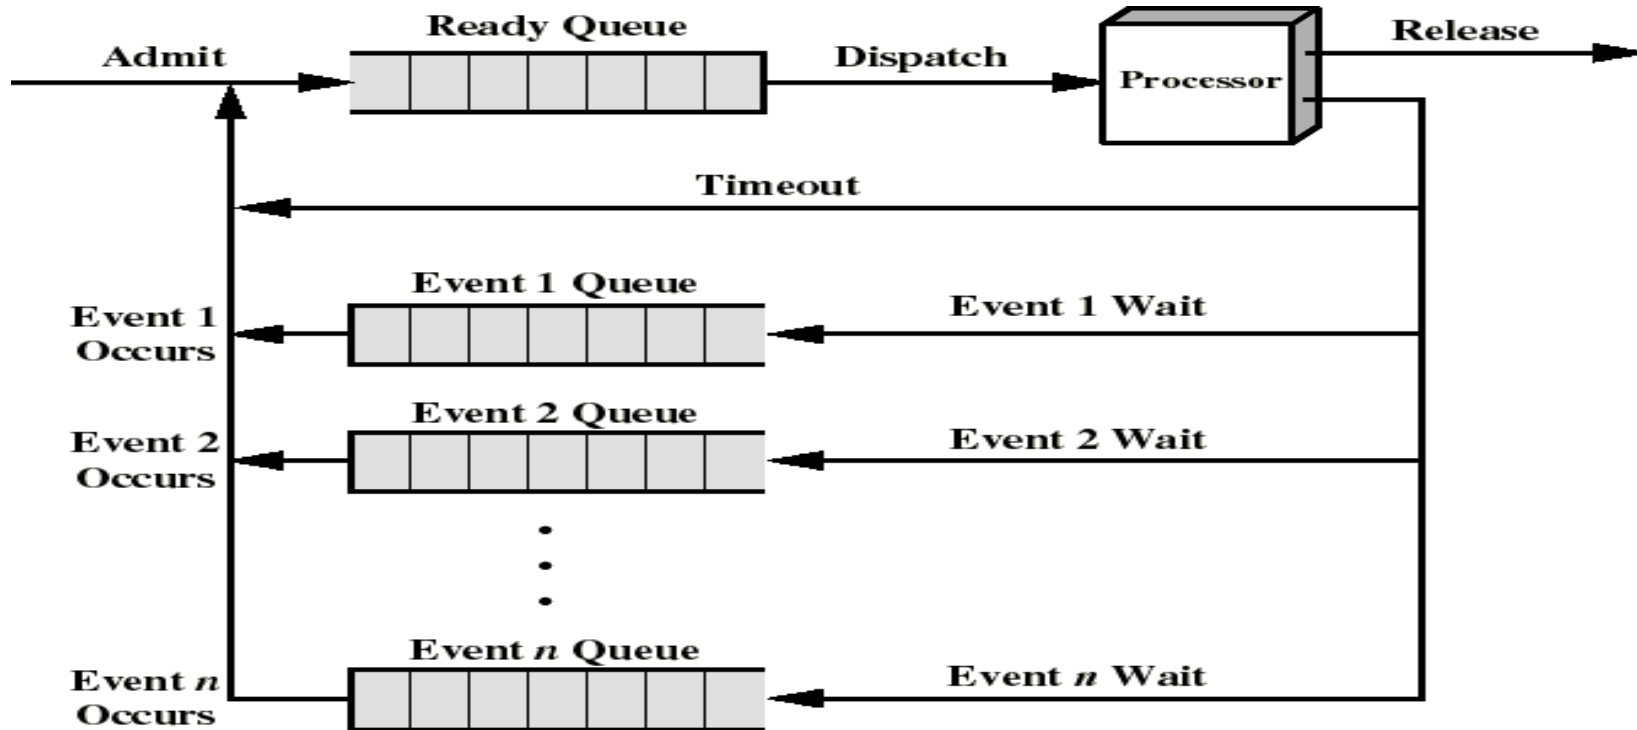 Ready Queue
Admit
Dispatch
Release
Processor
Timeout
Event 1 Queue
Event 1
Occurs
Event 1 Wait
Event 2 Queue
Event 2
Occurs
Event 2 Wait
Event n Queue
Event n
Occurs
Event n Wait